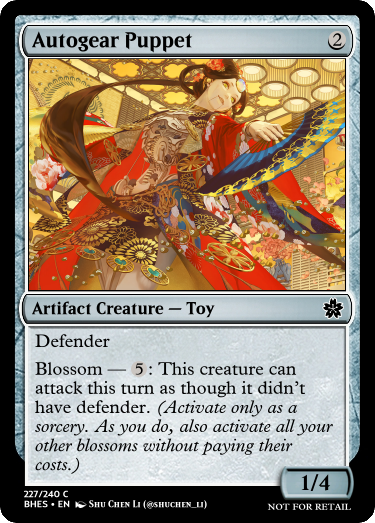 Autogear Puppet 2
Artifact Creature — Toy
Defender
Blossom — 5: This creature can
attack this turn as though it didn't
have defender. (Activate only as a
sorcery. As you do, also activate all your
other blossoms without paying their
costs.)
1/4
227/240 C
BHES • EN Shu Chen Li (@shuchen_li)
NOT FOR RETAIL